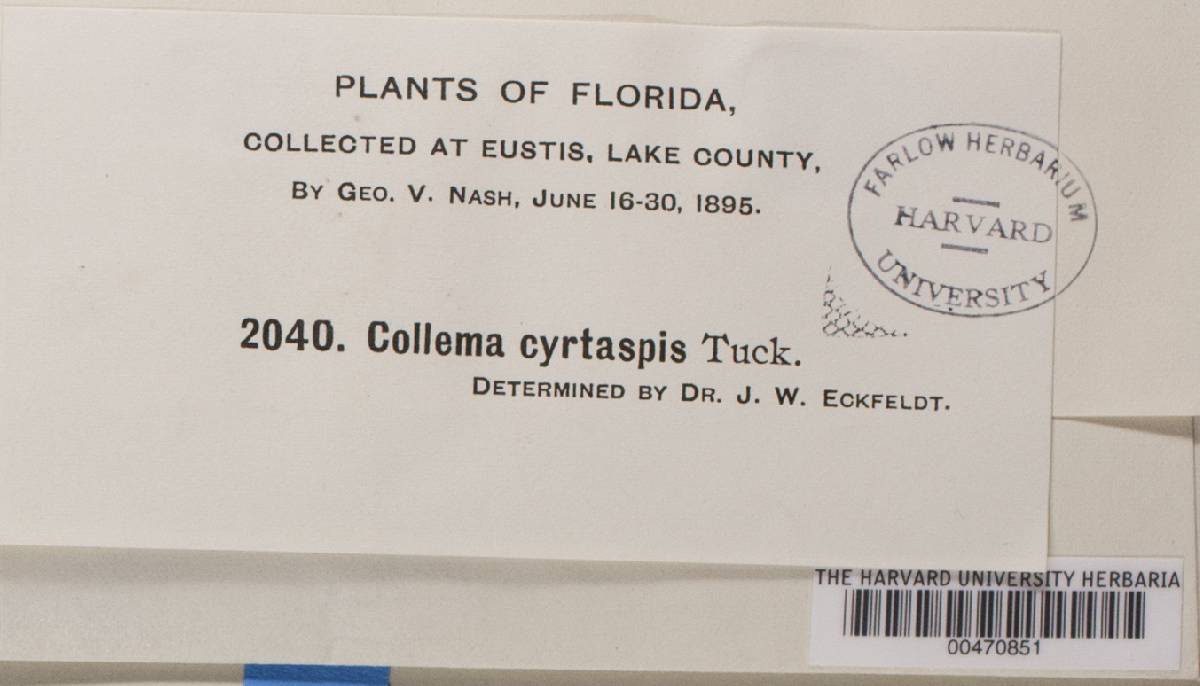 PLANTS OF FLORIDA,
COLLECTED AT EUSTIS, LAKE COUNTY,
BY GEO. V. NASH, JUNE 16-30, 1895.
FARLOW HERBARIUM
HARVARD
UNIVERSITY
2040. Collema cyrtaspis Tuck.
DETERMINED BY DR. J. W. ECKFELDT.
THE HARVARD UNIVERSITY HERBARIA
00470851